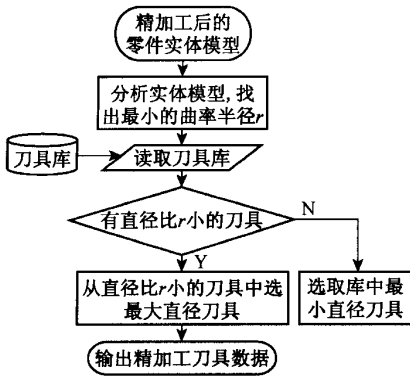 精加工后的
零件实体模型
分析实体模型, 找
出最小的曲率半径r
刀具库
读取刀具库
有直径比r小的刀具
N
Y
从直径比r小的刀具中选
最大直径刀具
选取库中最
小直径刀具
输出精加工刀具数据